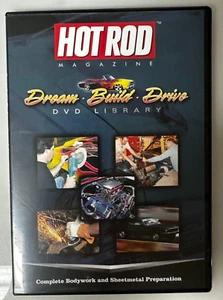 HOT ROD
MAGAZINE
Dream · Build · Drive
DVD LIBRARY
Complete Bodywork and Sheetmetal Preparation